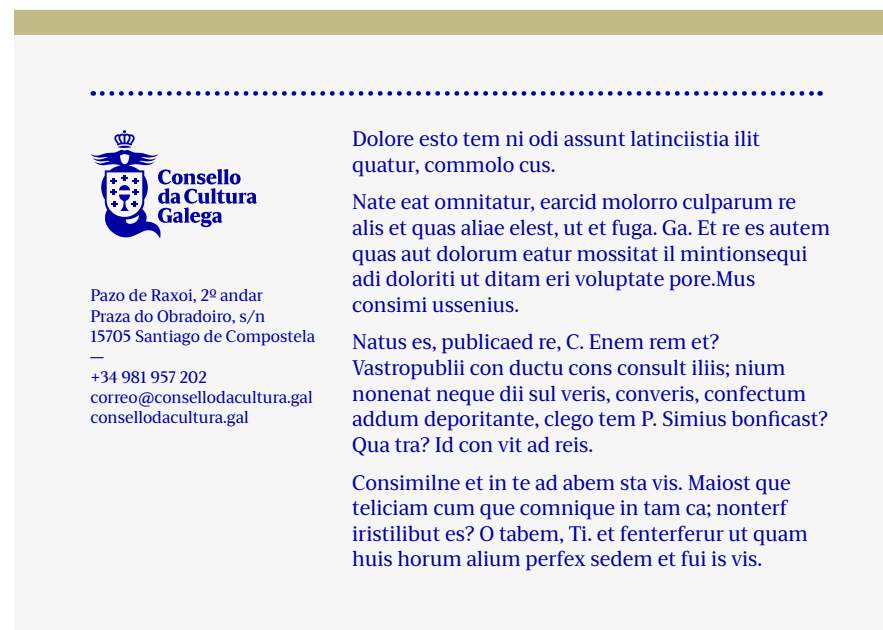 Consello
da Cultura
Galega
Pazo de Raxoi, 2º andar
Praza do Obradoiro, s/n
15705 Santiago de Compostela
—
+34 981 957 202
correo@consellodacultura.gal
consellodacultura.gal
Dolore esto tem ni odi assunt latinciistia ilit
quatur, commolo cus.
Nate eat omnitatur, earcid molorro culparum re
alis et quas aliae elest, ut et fuga. Ga. Et re es autem
quas aut dolorum eatur mossitat il mintionsequi
adi doloriti ut ditam eri voluptate pore.Mus
consimi ussenius.
Natus es, publicaed re, C. Enem rem et?
Vastropublii con ductu cons consult iliis; nium
nonenat neque dii sul veris, converis, confectum
addum deporitante, clego tem P. Simius bonficast?
Qua tra? Id con vit ad reis.
Consimilne et in te ad abem sta vis. Maiost que
teliciam cum que comnique in tam ca; nonterf
iristilibut es? O tabem, Ti. et fenterferur ut quam
huis horum alium perfex sedem et fui is vis.